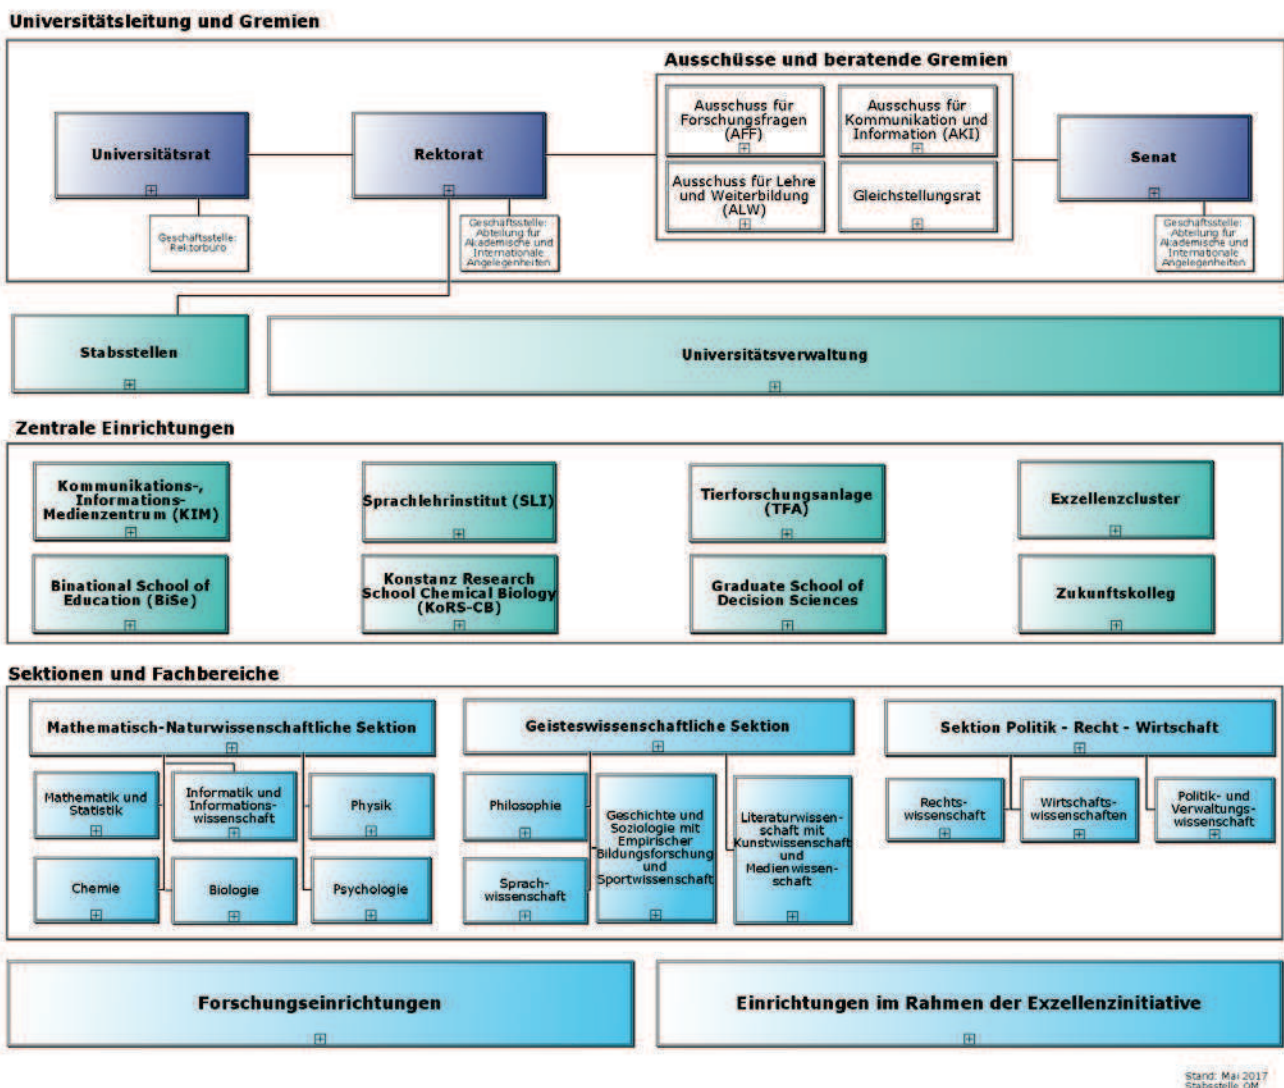 Universitätsleitung und Gremien
Ausschüsse und beratende Gremien
Universitätsrat
Rektorat
Ausschuss für
Forschungsfragen
(AFF)
Ausschuss für
Kommunikation und
Information (AKI)
Ausschuss für Lehre
und Weiterbildung
(ALW)
Gleichstellungsrat
Senat
Geschäftsstelle:
Rektorbüro
Geschäftsstelle:
Abteilung für
Akademische und
Internationale
Angelegenheiten
Geschäftsstelle:
Abteilung für
Akademische und
Internationale
Angelegenheiten
Stabsstellen
Universitätsverwaltung
Zentrale Einrichtungen
Kommunikations-,
Informations-
Medienzentrum (KIM)
Sprachlehrinstitut (SLI)
Tierforschungsanlage
(TFA)
Exzellenzcluster
Binational School of
Education (BiSe)
Konstanz Research
School Chemical Biology
(KoRS-CB)
Graduate School of
Decision Sciences
Zukunftskolleg
Sektionen und Fachbereiche
Mathematisch-Naturwissenschaftliche Sektion
Mathematik und
Statistik
Informatik und
Informations-
wissenschaft
Physik
Chemie
Biologie
Psychologie
Geisteswissenschaftliche Sektion
Philosophie
Sprach-
wissenschaft
Geschichte und
Soziologie mit
Empirischer
Bildungsforschung
und
Sportwissenschaft
Literaturwissen-
schaft mit
Kunstwissenschaft
und
Medienwissen-
schaft
Sektion Politik - Recht - Wirtschaft
Rechts-
wissenschaft
Wirtschafts-
wissenschaften
Politik- und
Verwaltungs-
wissenschaft
Forschungseinrichtungen
Einrichtungen im Rahmen der Exzellenzinitiative
Stand: Mai 2017
Stabsstelle QM